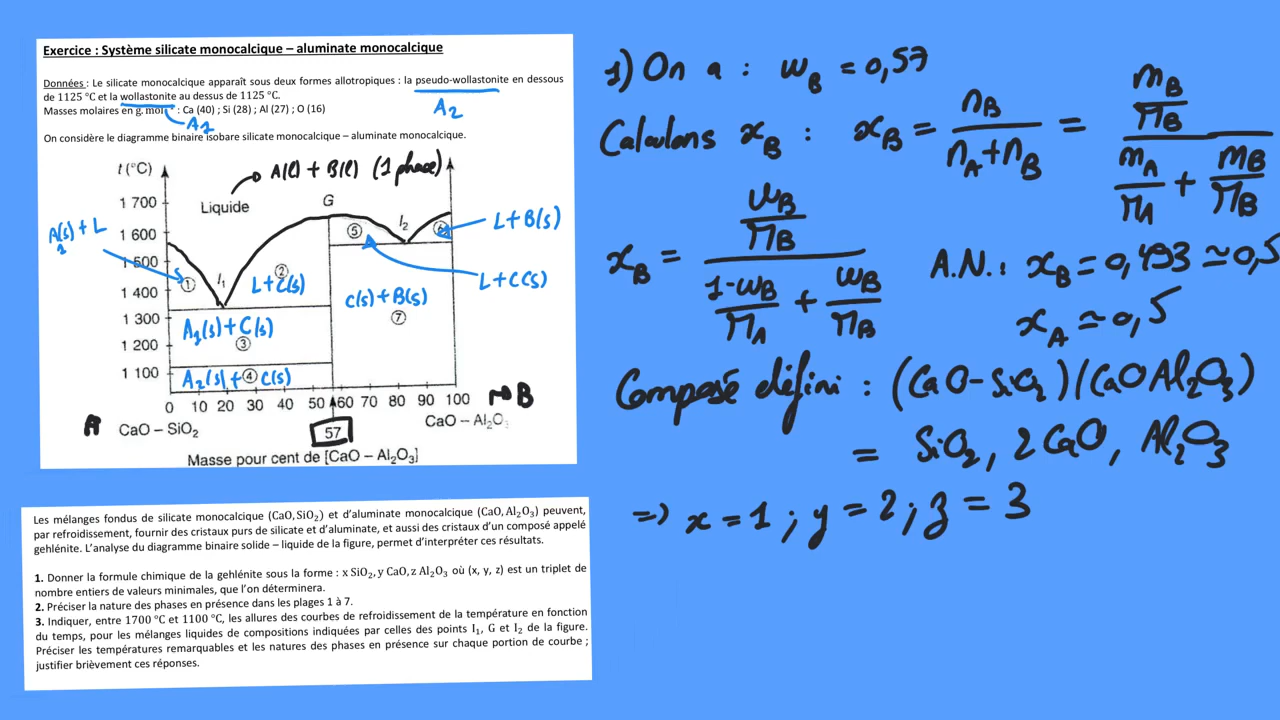 Exercice : Système silicate monocalcique – aluminate monocalcique
Données : Le silicate monocalcique apparaît sous deux formes allotropiques : la pseudo-wollastonite en dessous
de 1125 °C et la wollastonite au dessus de 1125 °C.
A₂
Masses molaires en g. mol⁻¹ : Ca (40) ; Si (28) ; Al (27) ; O (16)
A₁
On considère le diagramme binaire isobare silicate monocalcique – aluminate monocalcique.
t (°C)
A(l) + B(l) (1 phase)
1 700
Liquide
G
I₂
⑤
L+B(s)
A₂(s) + L
1 600
1 500
①
I₁
②
L+C(s)
L+C(s)
1 400
C(s)+B(s)
⑦
1 300
A₁(s)+C(s)
③
1 200
1 100
A₂(s) + ④ C(s)
0 10 20 30 40 50 60 70 80 90 100
B
A
CaO – SiO₂
57
CaO – Al₂O₃
Masse pour cent de [CaO – Al₂O₃]
Les mélanges fondus de silicate monocalcique (CaO, SiO₂) et d'aluminate monocalcique (CaO, Al₂O₃) peuvent,
par refroidissement, fournir des cristaux purs de silicate et d'aluminate, et aussi des cristaux d'un composé appelé
gehlénite. L'analyse du diagramme binaire solide – liquide de la figure, permet d'interpréter ces résultats.
1. Donner la formule chimique de la gehlénite sous la forme : x SiO₂, y CaO, z Al₂O₃ où (x, y, z) est un triplet de
nombre entiers de valeurs minimales, que l'on déterminera.
2. Préciser la nature des phases en présence dans les plages 1 à 7.
3. Indiquer, entre 1700 °C et 1100 °C, les allures des courbes de refroidissement de la température en fonction
du temps, pour les mélanges liquides de compositions indiquées par celles des points I₁, G et I₂ de la figure.
Préciser les températures remarquables et les natures des phases en présence sur chaque portion de courbe ;
justifier brièvement ces réponses.
1) On a : w_B = 0,57
Calculons x_B : x_B = n_B / (n_A + n_B) = (m_B / M_B) / (m_A / M_A + m_B / M_B)
x_B = (w_B / M_B) / ((1 - w_B) / M_A + w_B / M_B) A.N. : x_B = 0,493 ≃ 0,5
x_A ≃ 0,5
Composé défini : (CaO-SiO₂)/(CaOAl₂O₃)
= SiO₂, 2 CaO, Al₂O₃
=> x = 1 ; y = 2 ; z = 3